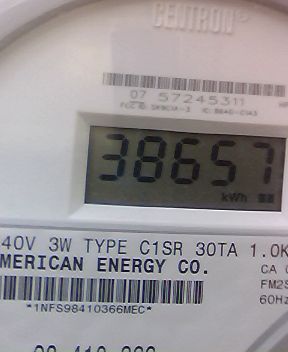 CENTRON®
07 57245311
38657
kWh
40V 3W TYPE C1SR 30TA 1.0K
MERICAN ENERGY CO.
CA
FM2S
60Hz
*1NFS98410366MEC*